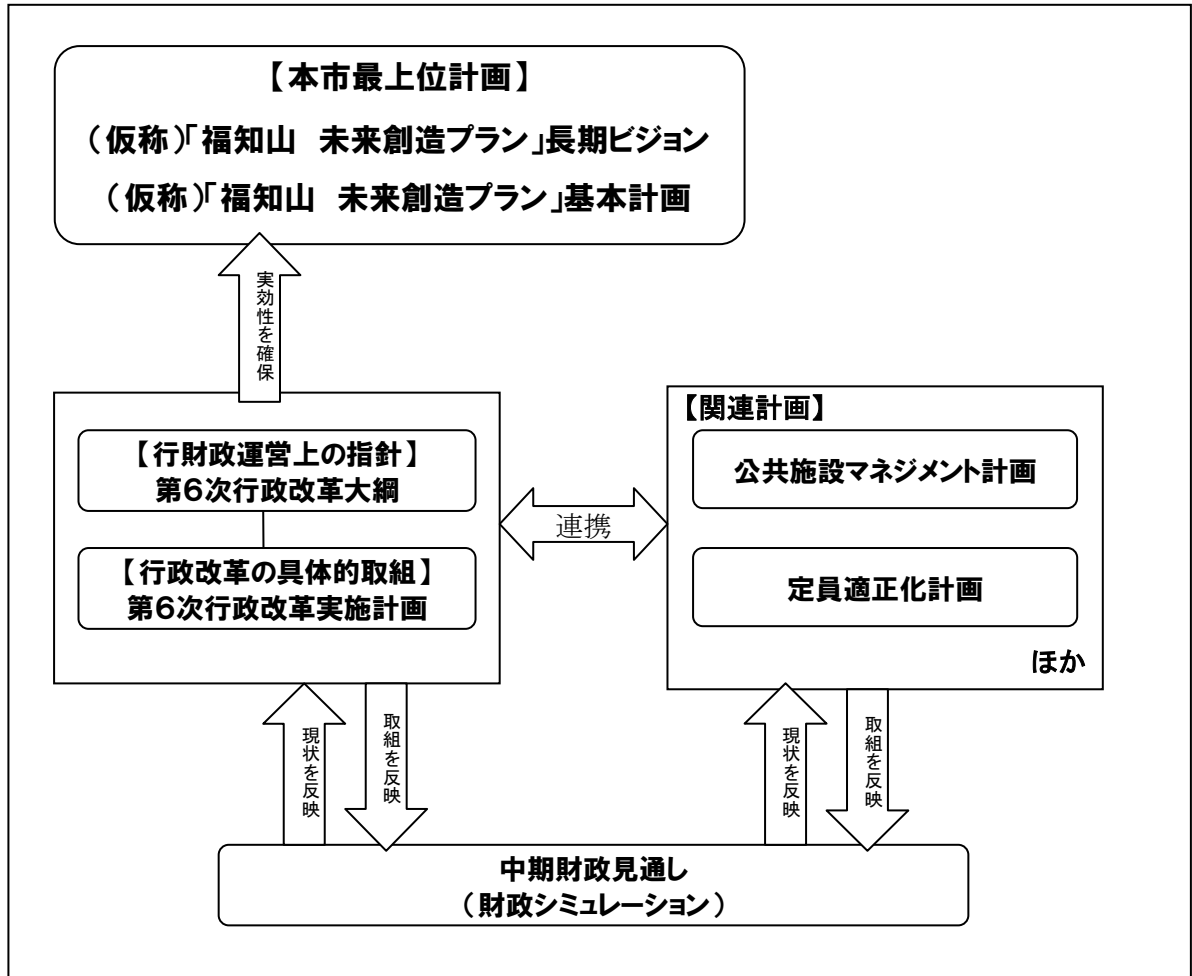 【本市最上位計画】
（仮称）「福知山　未来創造プラン」長期ビジョン
（仮称）「福知山　未来創造プラン」基本計画
実効性を確保
【行財政運営上の指針】
第６次行政改革大綱
【行政改革の具体的取組】
第６次行政改革実施計画
連携
【関連計画】
公共施設マネジメント計画
定員適正化計画
ほか
現状を反映
取組を反映
現状を反映
取組を反映
中期財政見通し
（財政シミュレーション）